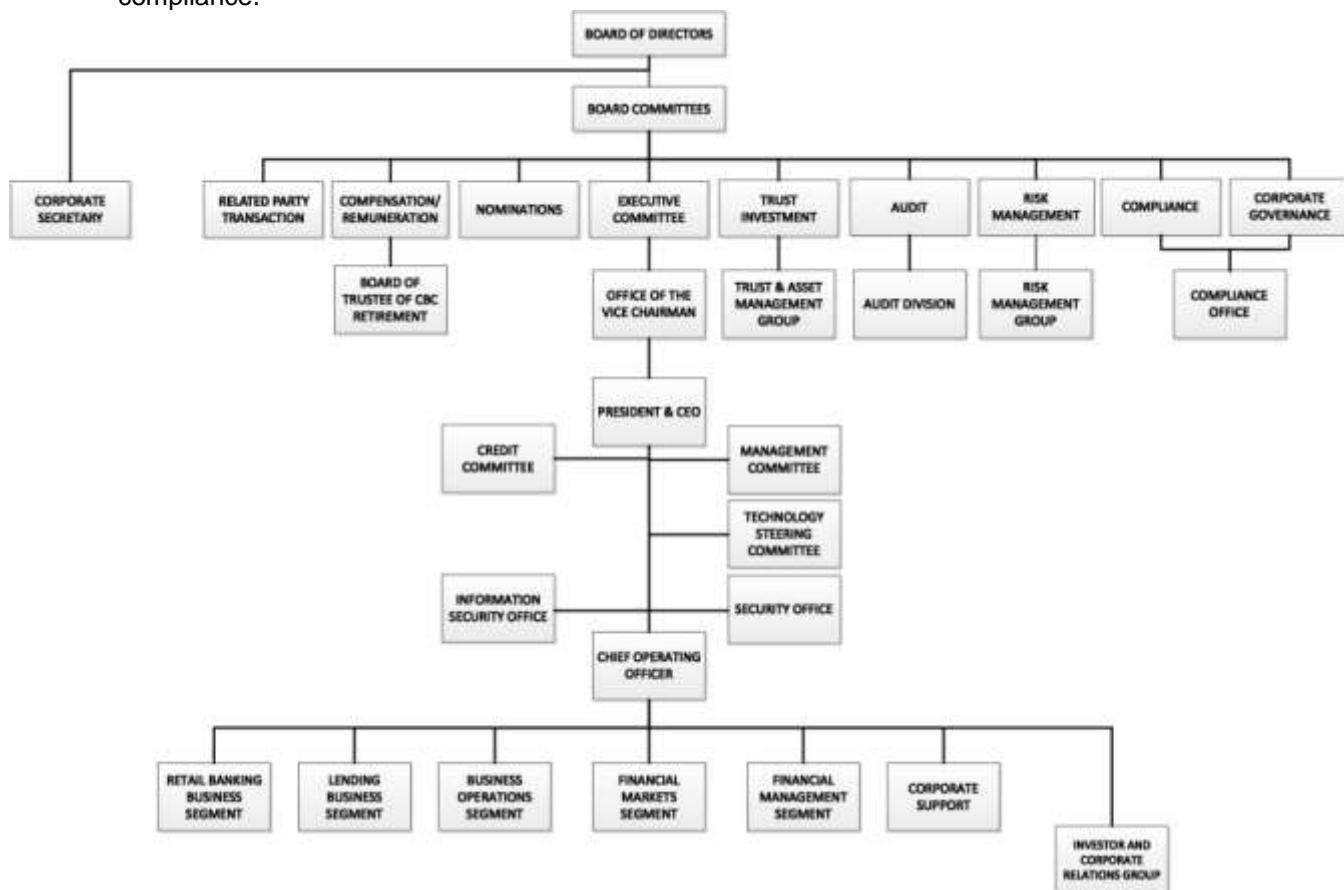 compliance.
BOARD OF DIRECTORS
BOARD COMMITTEES
CORPORATE
SECRETARY
RELATED PARTY
TRANSACTION
COMPENSATION/
REMUNERATION
NOMINATIONS
EXECUTIVE
COMMITTEE
TRUST
INVESTMENT
AUDIT
RISK
MANAGEMENT
COMPLIANCE
CORPORATE
GOVERNANCE
BOARD OF
TRUSTEE OF CBC
RETIREMENT
OFFICE OF THE
VICE CHAIRMAN
TRUST & ASSET
MANAGEMENT
GROUP
AUDIT DIVISION
RISK
MANAGEMENT
GROUP
COMPLIANCE
OFFICE
PRESIDENT & CEO
CREDIT
COMMITTEE
MANAGEMENT
COMMITTEE
TECHNOLOGY
STEERING
COMMITTEE
INFORMATION
SECURITY OFFICE
SECURITY OFFICE
CHIEF OPERATING
OFFICER
RETAIL BANKING
BUSINESS
SEGMENT
LENDING
BUSINESS
SEGMENT
BUSINESS
OPERATIONS
SEGMENT
FINANCIAL
MARKETS
SEGMENT
FINANCIAL
MANAGEMENT
SEGMENT
CORPORATE
SUPPORT
INVESTOR AND
CORPORATE
RELATIONS GROUP